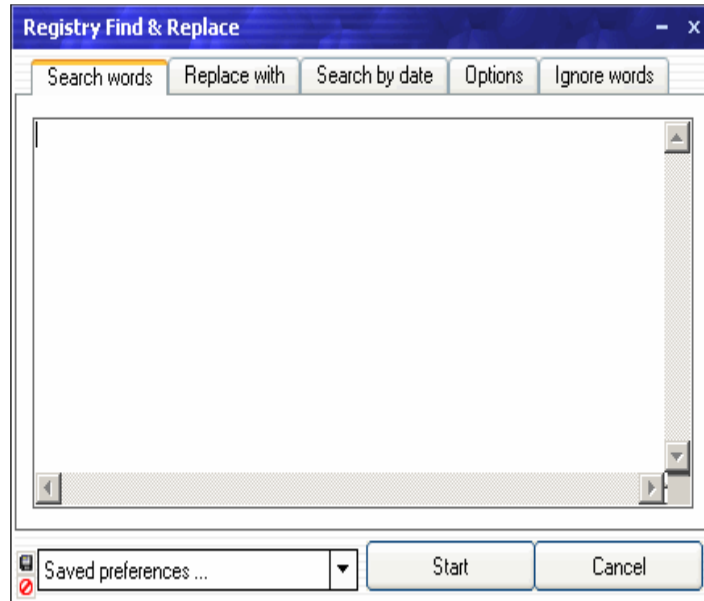 Registry Find & Replace
Search words Replace with Search by date Options Ignore words
Saved preferences ... Start Cancel